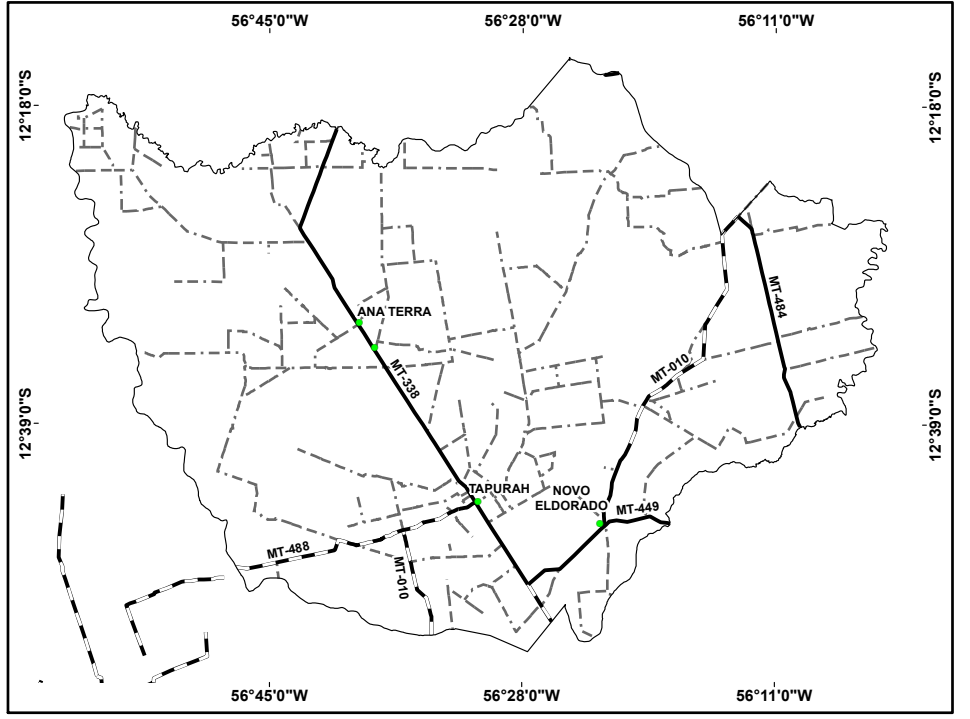 56°45'0"W
56°28'0"W
56°11'0"W
12°18'0"S
12°18'0"S
ANA TERRA
MT-484
MT-338
MT-010
12°39'0"S
12°39'0"S
TAPURAH
NOVO
ELDORADO
MT-449
MT-488
MT-010
56°45'0"W
56°28'0"W
56°11'0"W